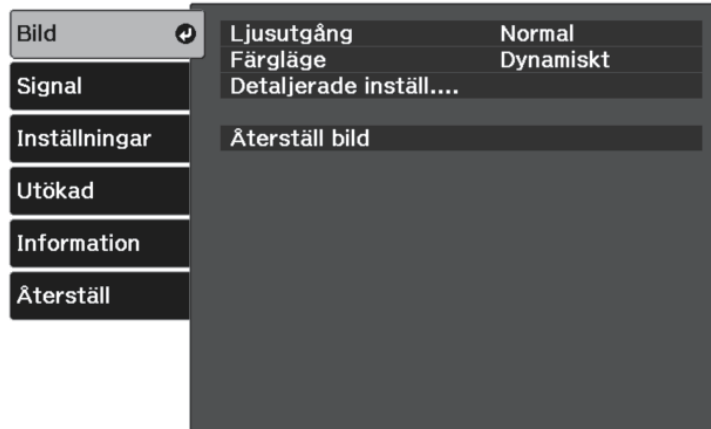 Bild
Signal
Inställningar
Utökad
Information
Återställ
Ljusutgång Normal
Färgläge Dynamiskt
Detaljerade inställ....
Återställ bild